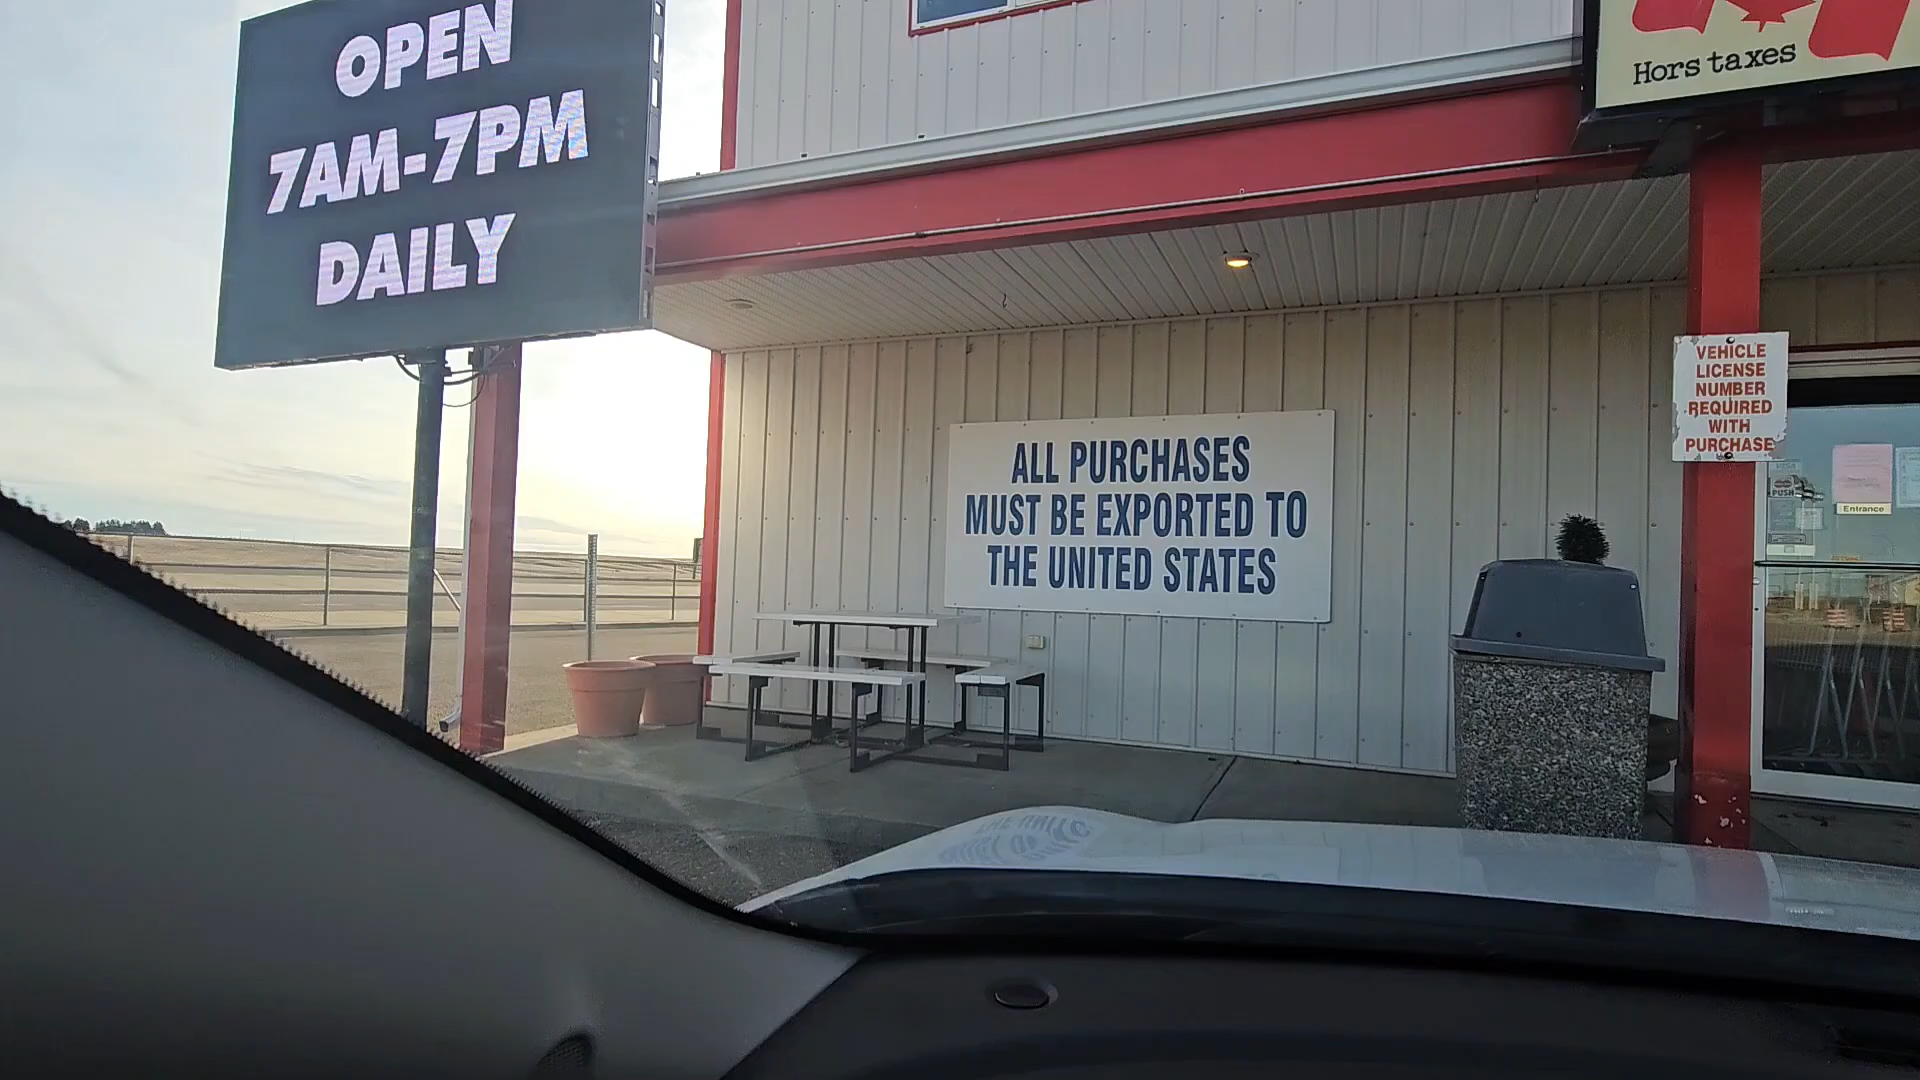 OPEN
7AM-7PM
DAILY
Hors taxes
ALL PURCHASES
MUST BE EXPORTED TO
THE UNITED STATES
VEHICLE
LICENSE
NUMBER
REQUIRED
WITH
PURCHASE
PUSH
Entrance